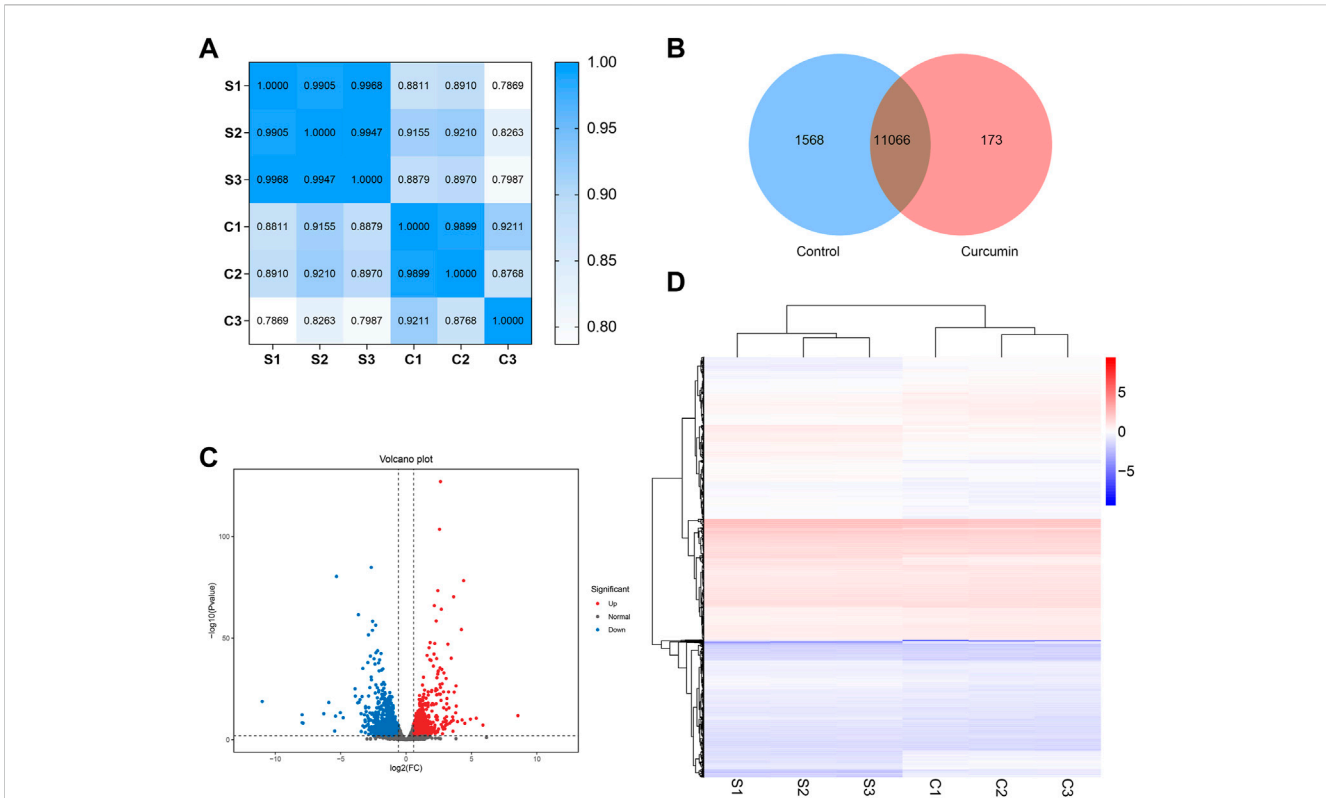 A
S1 1.0000 0.9905 0.9968 0.8811 0.8910 0.7869
S2 0.9905 1.0000 0.9947 0.9155 0.9210 0.8263
S3 0.9968 0.9947 1.0000 0.8879 0.8970 0.7987
C1 0.8811 0.9155 0.8879 1.0000 0.9899 0.9211
C2 0.8910 0.9210 0.8970 0.9899 1.0000 0.8768
C3 0.7869 0.8263 0.7987 0.9211 0.8768 1.0000
S1 S2 S3 C1 C2 C3
1.00
0.95
0.90
0.85
0.80
B
1568 11066 173
Control Curcumin
C
Volcano plot
−log10(Pvalue)
100
50
0
−10 −5 0 5 10
log2(FC)
Significant
Up
Normal
Down
D
5
0
−5
S1 S2 S3 C1 C2 C3